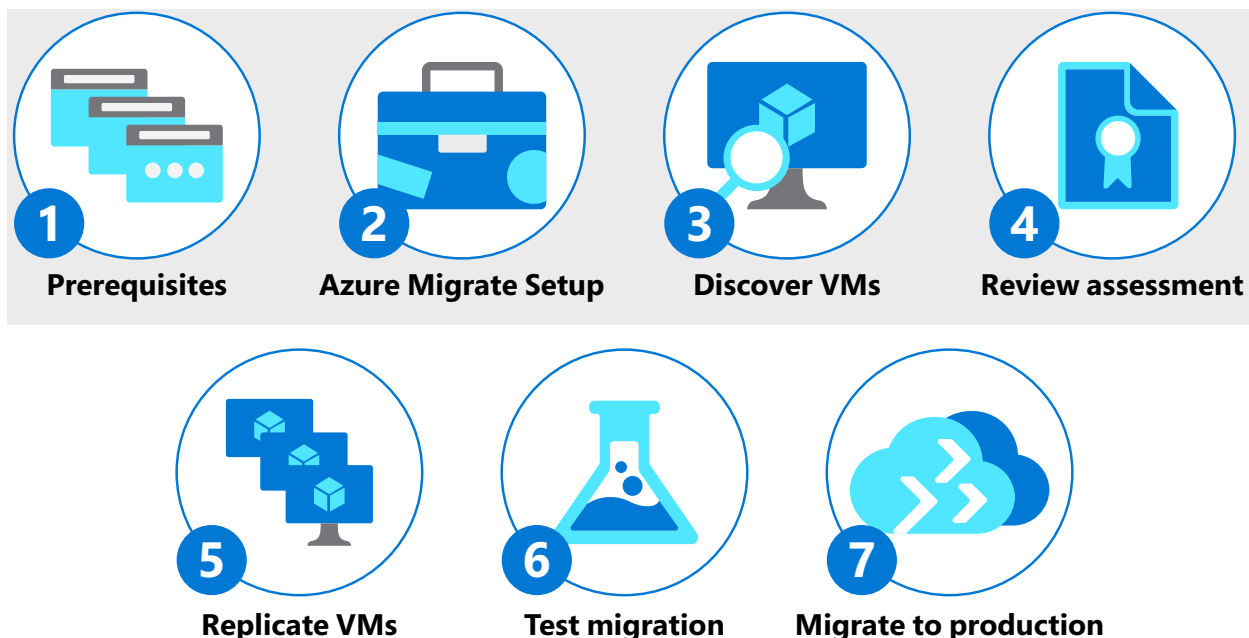 1
Prerequisites
2
Azure Migrate Setup
3
Discover VMs
4
Review assessment
5
Replicate VMs
6
Test migration
7
Migrate to production